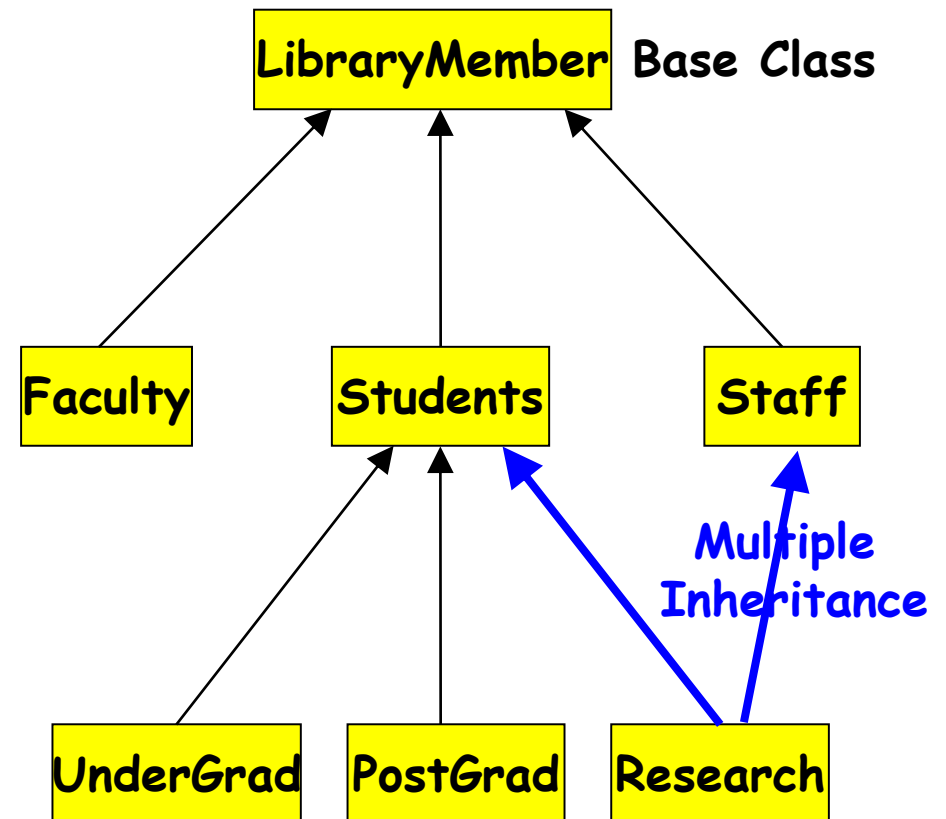 LibraryMember Base Class
Faculty Students Staff
Multiple
Inheritance
UnderGrad PostGrad Research